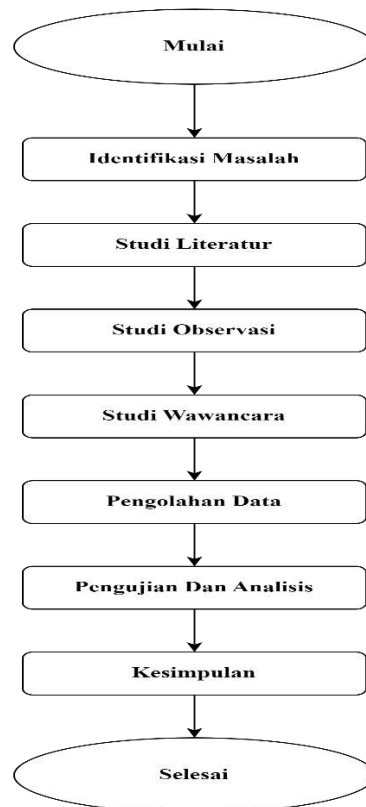 Mulai
Identifikasi Masalah
Studi Literatur
Studi Observasi
Studi Wawancara
Pengolahan Data
Pengujian Dan Analisis
Kesimpulan
Selesai